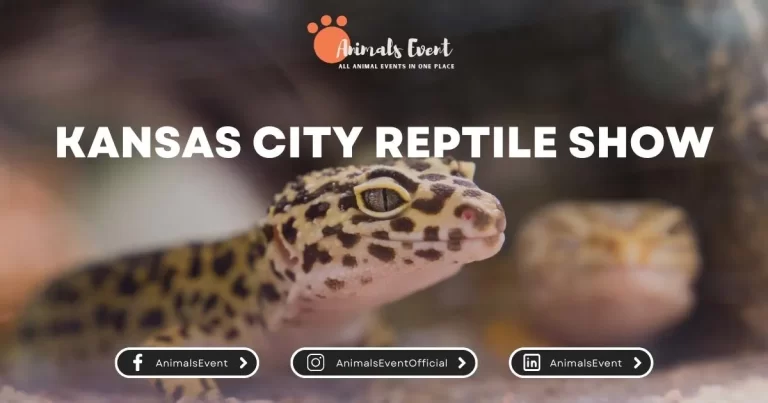 Animals Event
ALL ANIMAL EVENTS IN ONE PLACE
KANSAS CITY REPTILE SHOW
AnimalsEvent
AnimalsEventOfficial
AnimalsEvent